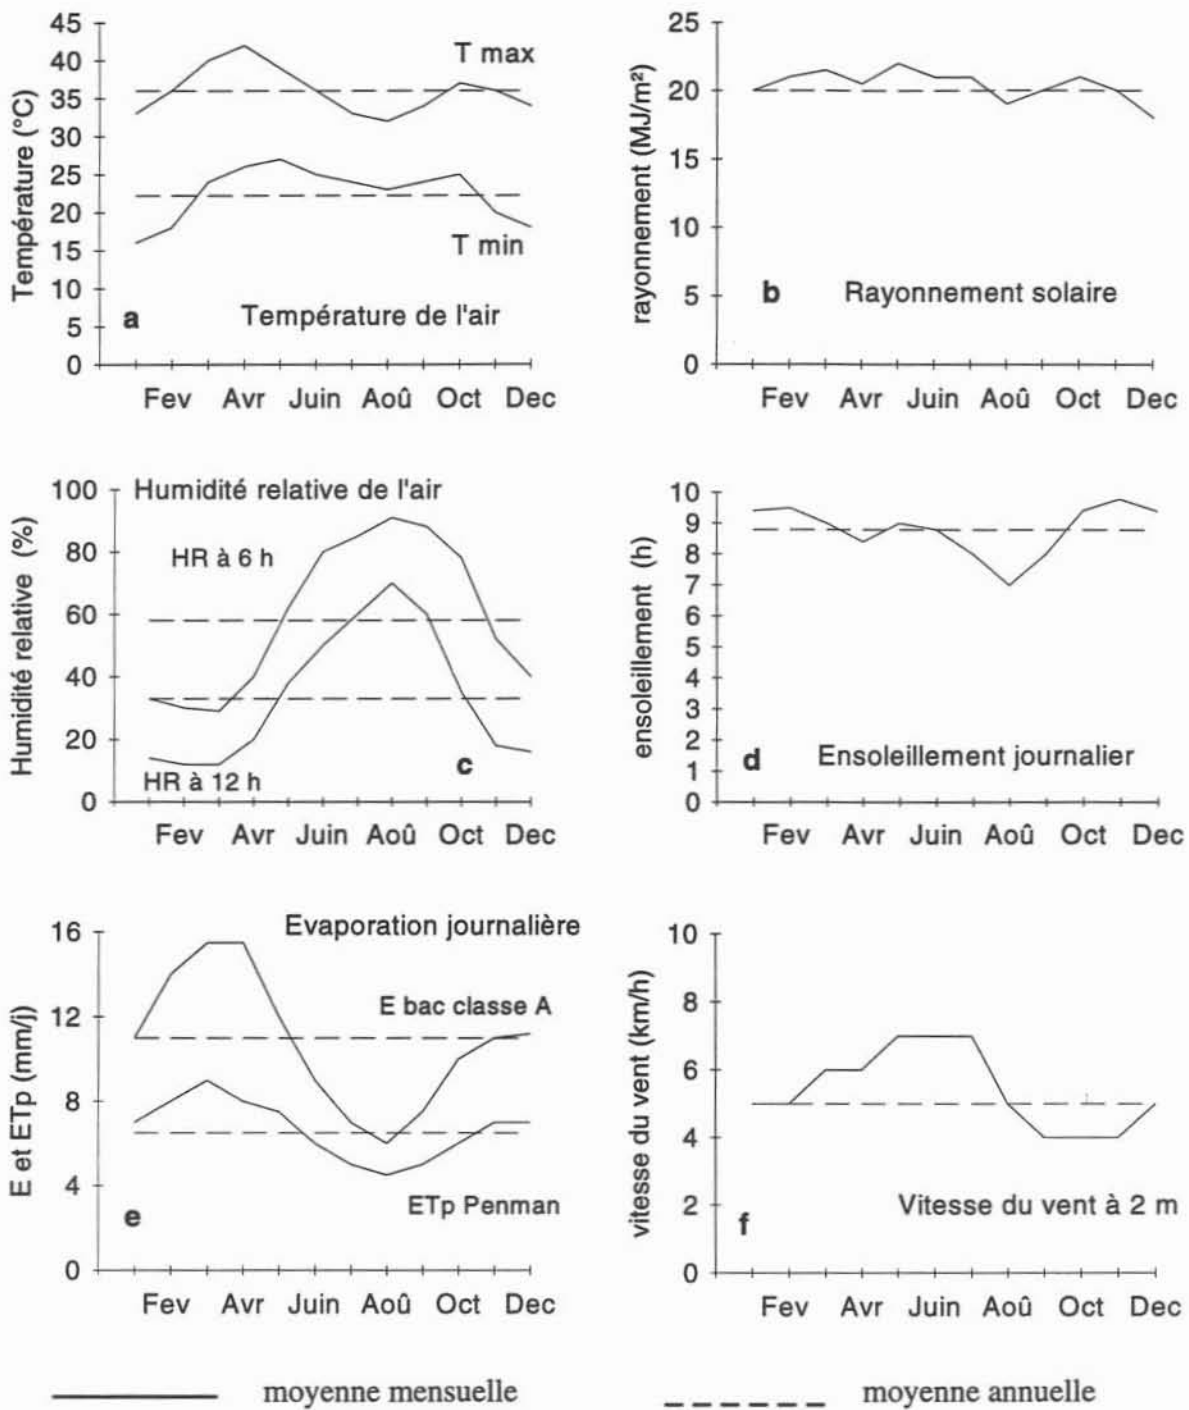 Température (°C)
45
40
35
30
25
20
15
10
5
0
T max
T min
a
Température de l'air
Fev Avr Juin Aoû Oct Dec
rayonnement (MJ/m²)
25
20
15
10
5
0
b
Rayonnement solaire
Fev Avr Juin Aoû Oct Dec
Humidité relative (%)
100
80
60
40
20
0
Humidité relative de l'air
HR à 6 h
HR à 12 h
c
Fev Avr Juin Aoû Oct Dec
ensoleillement (h)
10
9
8
7
6
5
4
3
2
1
0
d
Ensoleillement journalier
Fev Avr Juin Aoû Oct Dec
E et ETp (mm/j)
16
12
8
4
0
Evaporation journalière
E bac classe A
ETp Penman
e
Fev Avr Juin Aoû Oct Dec
vitesse du vent (km/h)
10
8
6
4
2
0
f
Vitesse du vent à 2 m
Fev Avr Juin Aoû Oct Dec
moyenne mensuelle
moyenne annuelle